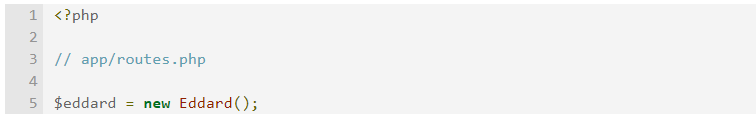 1 <?php
2
3 // app/routes.php
4
5 $eddard = new Eddard();